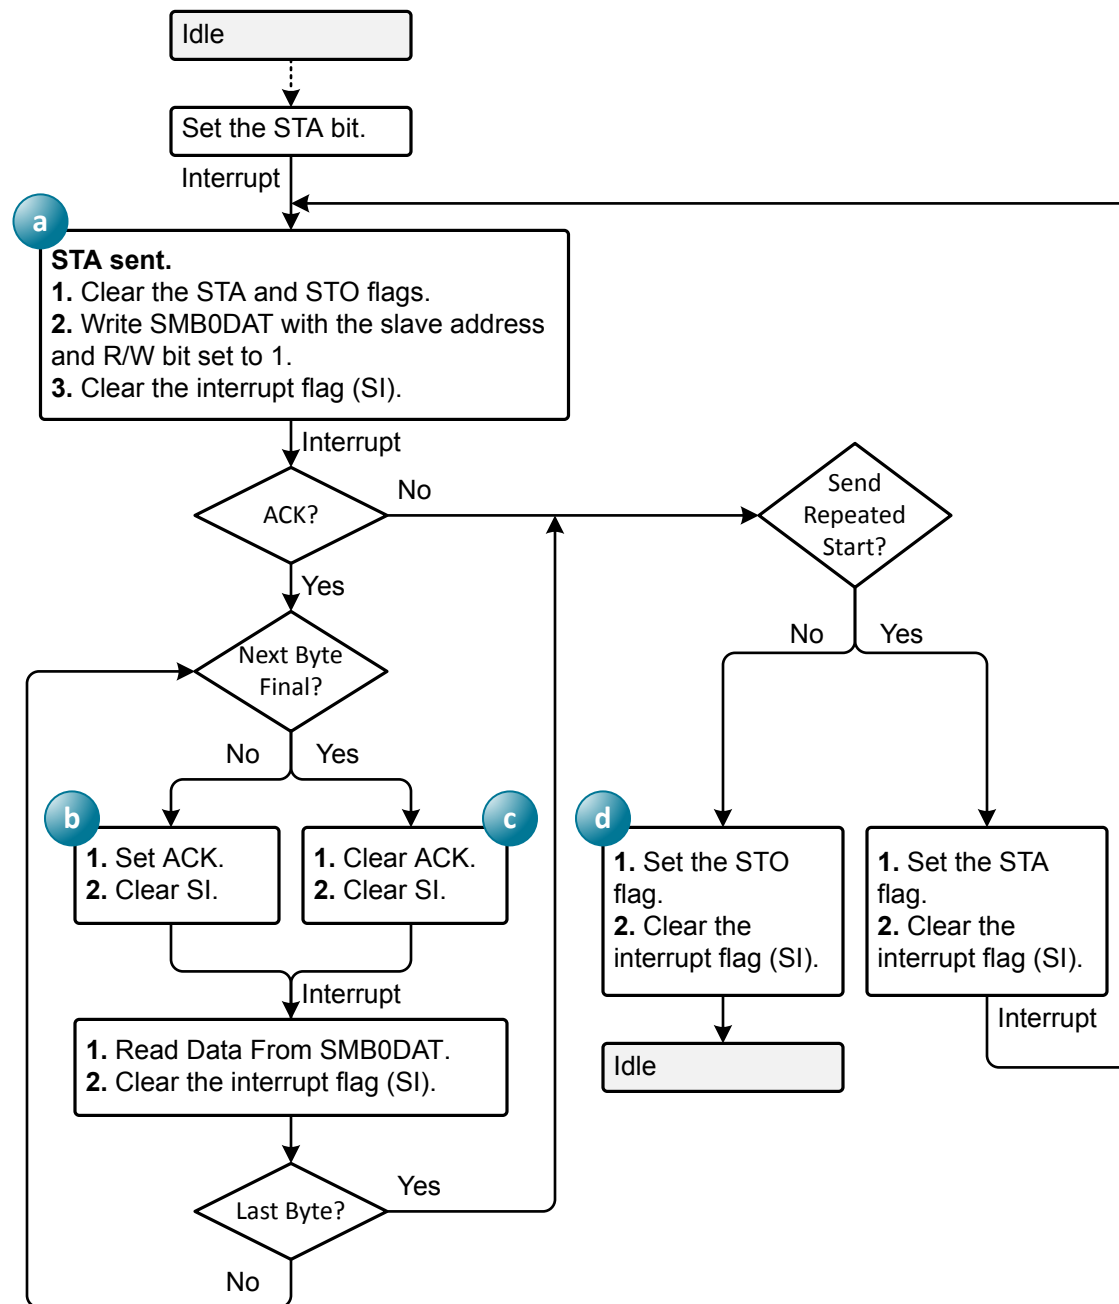 Idle
Set the STA bit.
Interrupt
a
STA sent.
1. Clear the STA and STO flags.
2. Write SMB0DAT with the slave address
and R/W bit set to 1.
3. Clear the interrupt flag (SI).
Interrupt
ACK?
No
Yes
Send
Repeated
Start?
No
Yes
Next Byte
Final?
No
Yes
b
1. Set ACK.
2. Clear SI.
c
1. Clear ACK.
2. Clear SI.
d
1. Set the STO
flag.
2. Clear the
interrupt flag (SI).
1. Set the STA
flag.
2. Clear the
interrupt flag (SI).
Interrupt
Interrupt
1. Read Data From SMB0DAT.
2. Clear the interrupt flag (SI).
Idle
Last Byte?
Yes
No